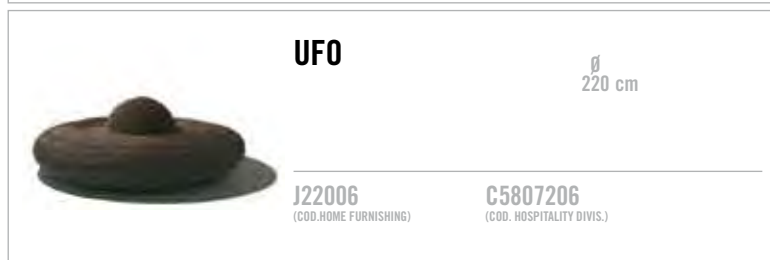 UFO
Ø
220 cm
J22006
(COD.HOME FURNISHING)
C5807206
(COD. HOSPITALITY DIVIS.)